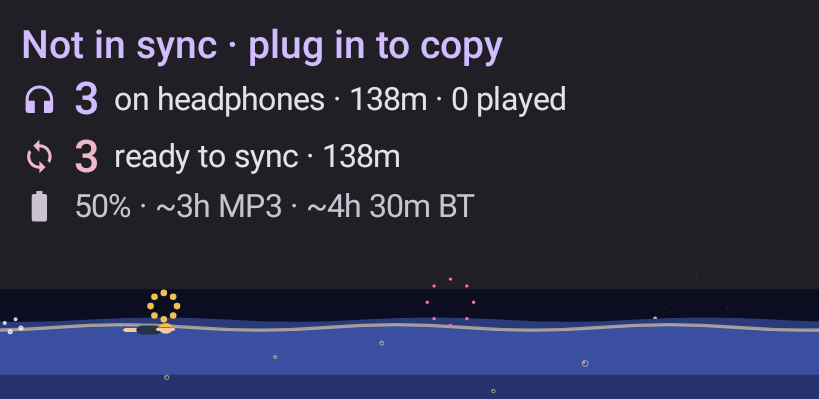 Not in sync · plug in to copy
3 on headphones · 138m · 0 played
3 ready to sync · 138m
50% · ~3h MP3 · ~4h 30m BT